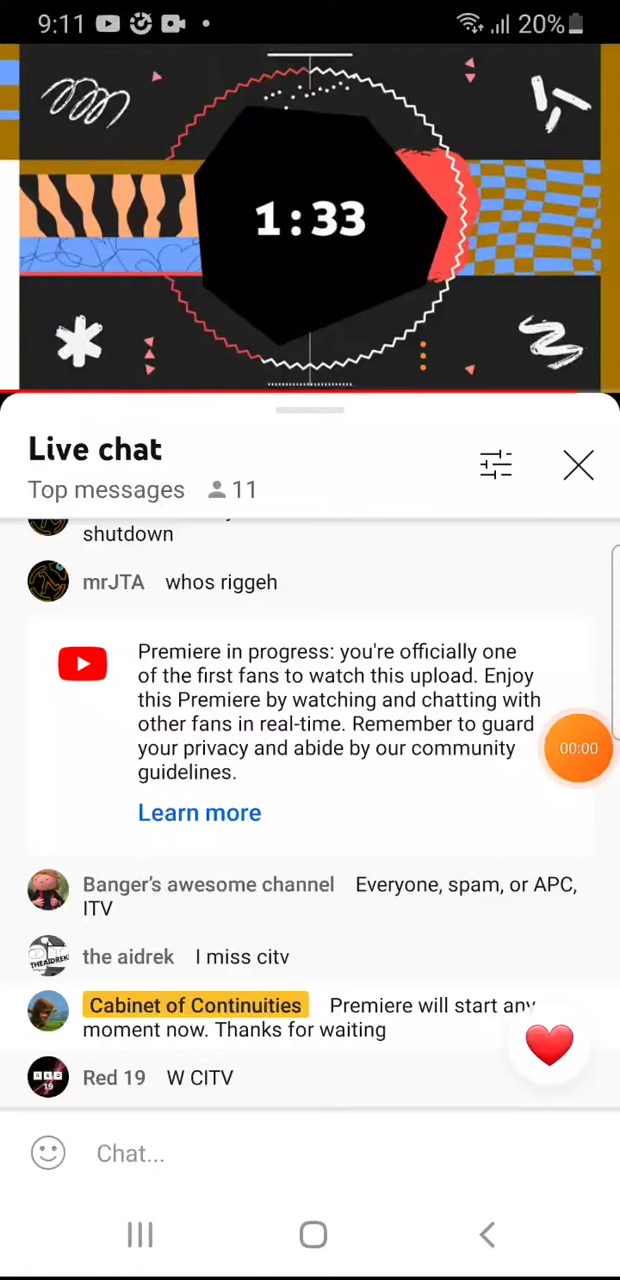 9:11
20%
1:33
Live chat
Top messages 11
shutdown
mrJTA whos riggeh
Premiere in progress: you're officially one
of the first fans to watch this upload. Enjoy
this Premiere by watching and chatting with
other fans in real-time. Remember to guard
your privacy and abide by our community
guidelines.
00:00
Learn more
Banger's awesome channel Everyone, spam, or APC,
ITV
the aidrek I miss citv
Cabinet of Continuities Premiere will start any
moment now. Thanks for waiting
Red 19 W CITV
Chat...